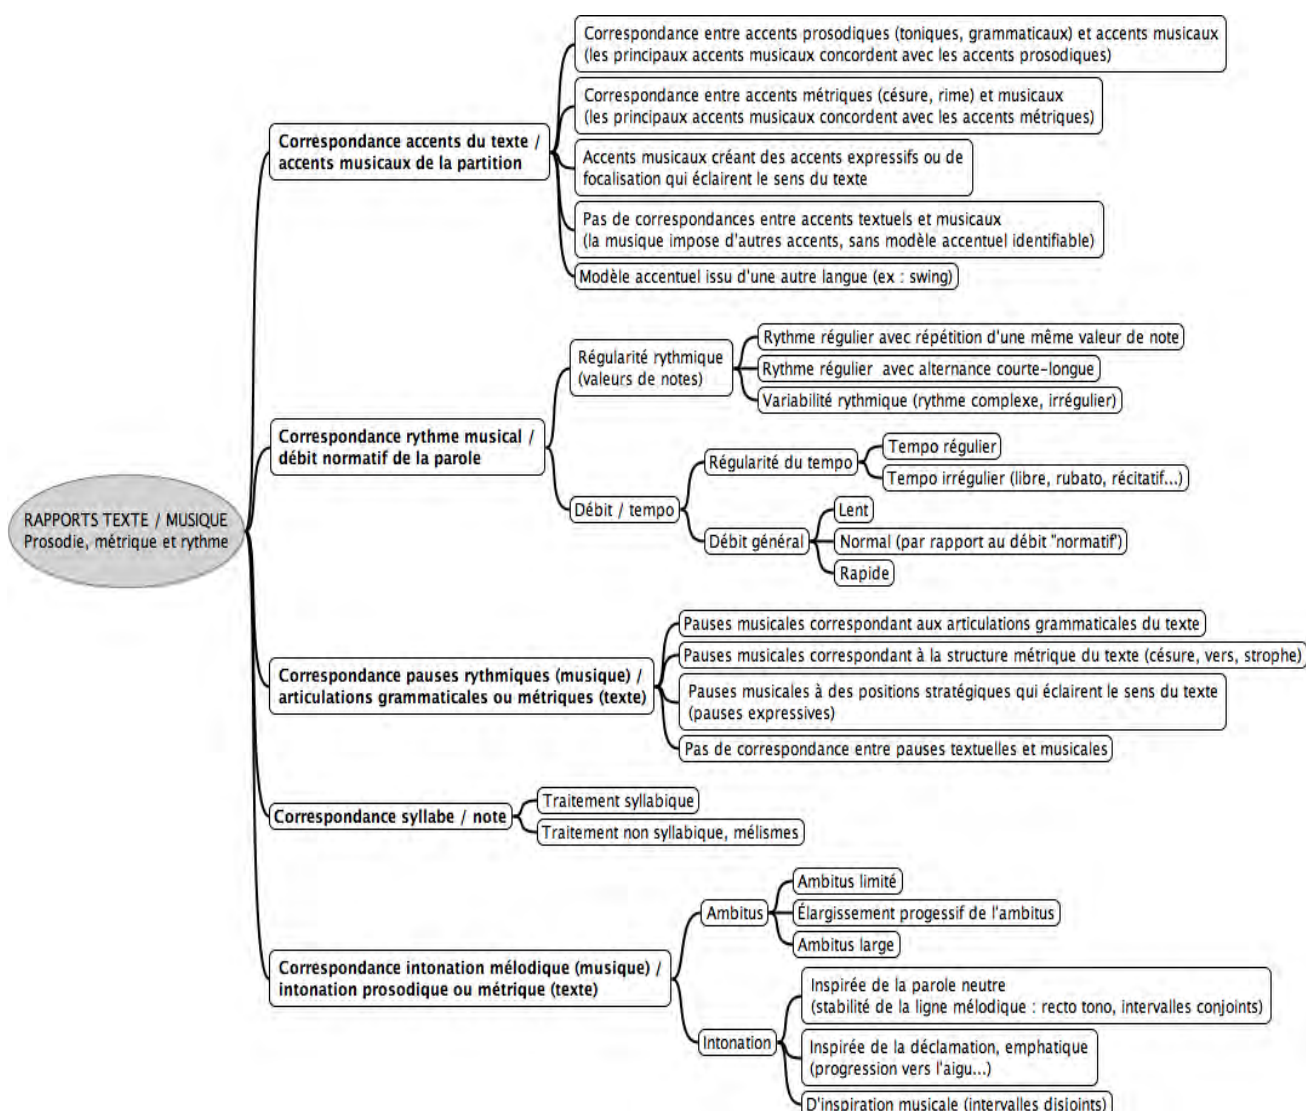 RAPPORTS TEXTE / MUSIQUE
Prosodie, métrique et rythme
Correspondance accents du texte /
accents musicaux de la partition
Correspondance entre accents prosodiques (toniques, grammaticaux) et accents musicaux
(les principaux accents musicaux concordent avec les accents prosodiques)
Correspondance entre accents métriques (césure, rime) et musicaux
(les principaux accents musicaux concordent avec les accents métriques)
Accents musicaux créant des accents expressifs ou de
focalisation qui éclairent le sens du texte
Pas de correspondances entre accents textuels et musicaux
(la musique impose d'autres accents, sans modèle accentuel identifiable)
Modèle accentuel issu d'une autre langue (ex : swing)
Correspondance rythme musical /
débit normatif de la parole
Régularité rythmique
(valeurs de notes)
Rythme régulier avec répétition d'une même valeur de note
Rythme régulier avec alternance courte-longue
Variabilité rythmique (rythme complexe, irrégulier)
Débit / tempo
Régularité du tempo
Tempo régulier
Tempo irrégulier (libre, rubato, récitatif...)
Débit général
Lent
Normal (par rapport au débit "normatif")
Rapide
Correspondance pauses rythmiques (musique) /
articulations grammaticales ou métriques (texte)
Pauses musicales correspondant aux articulations grammaticales du texte
Pauses musicales correspondant à la structure métrique du texte (césure, vers, strophe)
Pauses musicales à des positions stratégiques qui éclairent le sens du texte
(pauses expressives)
Pas de correspondance entre pauses textuelles et musicales
Correspondance syllabe / note
Traitement syllabique
Traitement non syllabique, mélismes
Correspondance intonation mélodique (musique) /
intonation prosodique ou métrique (texte)
Ambitus
Ambitus limité
Élargissement progessif de l'ambitus
Ambitus large
Intonation
Inspirée de la parole neutre
(stabilité de la ligne mélodique : recto tono, intervalles conjoints)
Inspirée de la déclamation, emphatique
(progression vers l'aigu...)
D'inspiration musicale (intervalles disjoints)